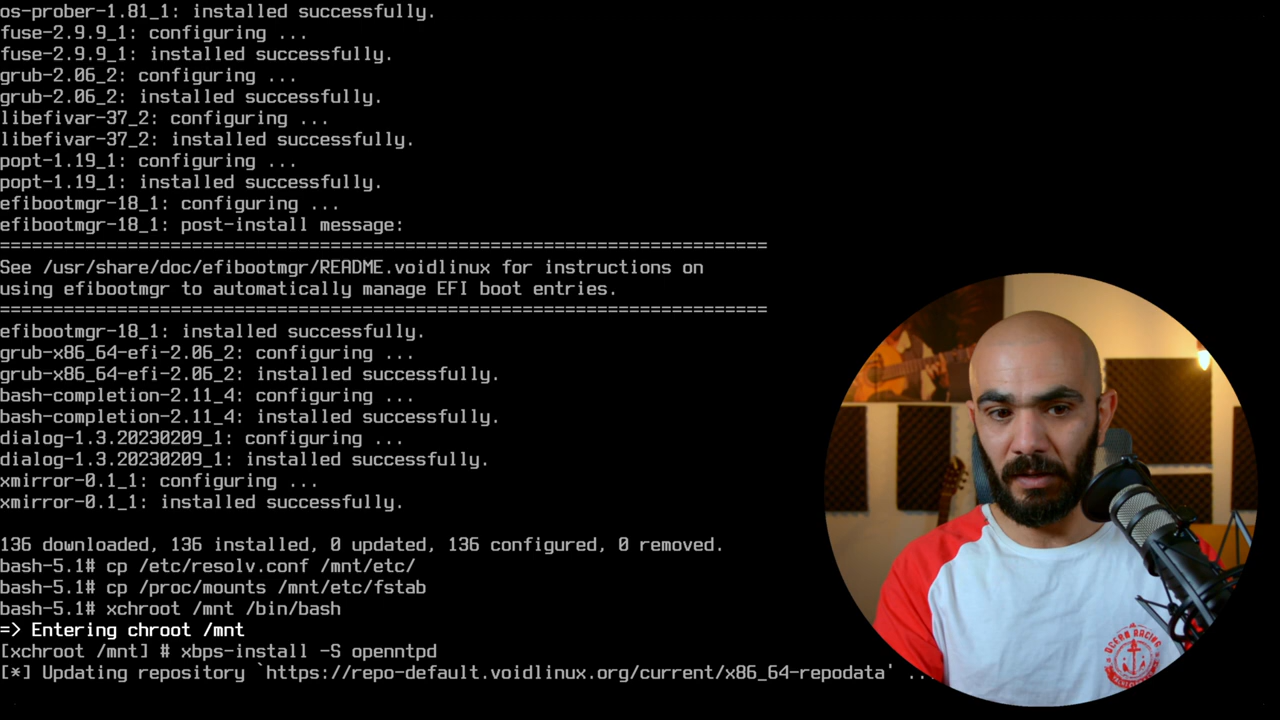 os-prober-1.81_1: installed successfully.
fuse-2.9.9_1: configuring ...
fuse-2.9.9_1: installed successfully.
grub-2.06_2: configuring ...
grub-2.06_2: installed successfully.
libefivar-37_2: configuring ...
libefivar-37_2: installed successfully.
popt-1.19_1: configuring ...
popt-1.19_1: installed successfully.
efibootmgr-18_1: configuring ...
efibootmgr-18_1: post-install message:
========================================================================
See /usr/share/doc/efibootmgr/README.voidlinux for instructions on
using efibootmgr to automatically manage EFI boot entries.
========================================================================
efibootmgr-18_1: installed successfully.
grub-x86_64-efi-2.06_2: configuring ...
grub-x86_64-efi-2.06_2: installed successfully.
bash-completion-2.11_4: configuring ...
bash-completion-2.11_4: installed successfully.
dialog-1.3.20230209_1: configuring ...
dialog-1.3.20230209_1: installed successfully.
xmirror-0.1_1: configuring ...
xmirror-0.1_1: installed successfully.
136 downloaded, 136 installed, 0 updated, 136 configured, 0 removed.
bash-5.1# cp /etc/resolv.conf /mnt/etc/
bash-5.1# cp /proc/mounts /mnt/etc/fstab
bash-5.1# xchroot /mnt /bin/bash
=> Entering chroot /mnt
[xchroot /mnt] # xbps-install -S openntpd
[*] Updating repository `https://repo-default.voidlinux.org/current/x86_64-repodata' ...